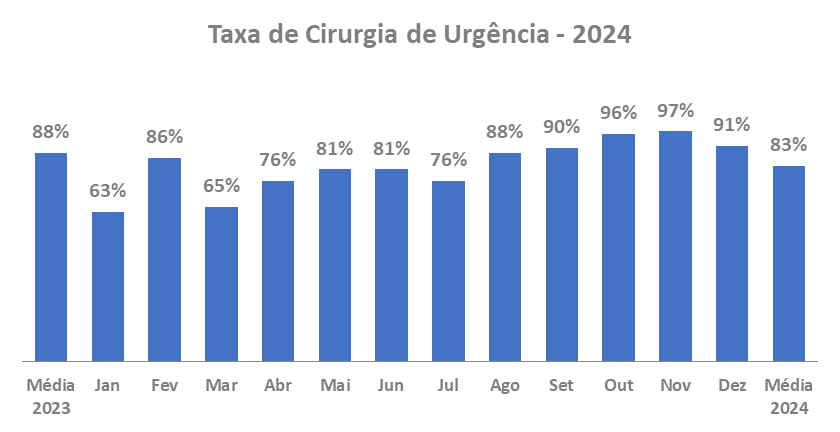 Taxa de Cirurgia de Urgência - 2024
88%
63%
86%
65%
76%
81%
81%
76%
88%
90%
96%
97%
91%
83%
Média 2023
Jan
Fev
Mar
Abr
Mai
Jun
Jul
Ago
Set
Out
Nov
Dez
Média 2024